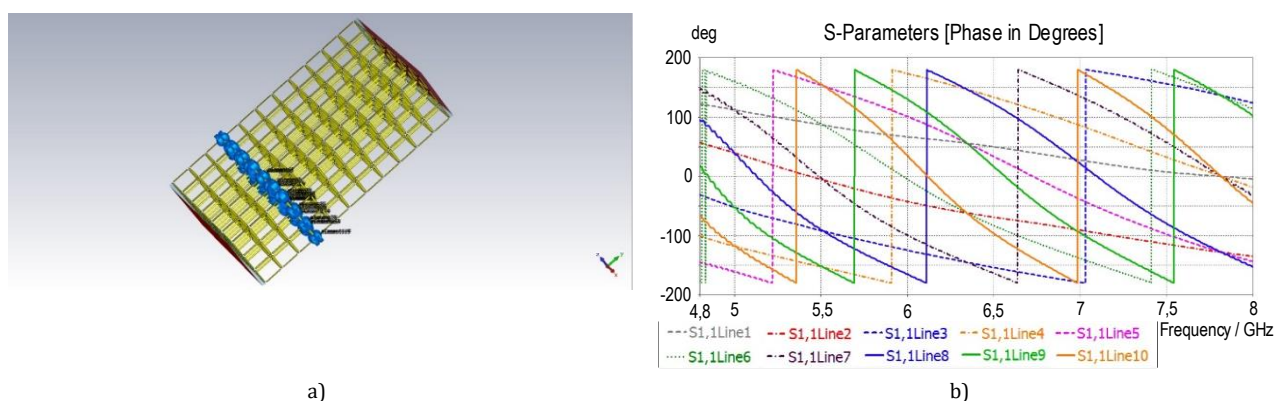 deg
S-Parameters [Phase in Degrees]
200
100
0
-100
-200
4,8 5 5,5 6 6,5 7 7,5 8
Frequency / GHz
S1,1Line1 S1,1Line2 S1,1Line3 S1,1Line4 S1,1Line5
S1,1Line6 S1,1Line7 S1,1Line8 S1,1Line9 S1,1Line10
a) b)